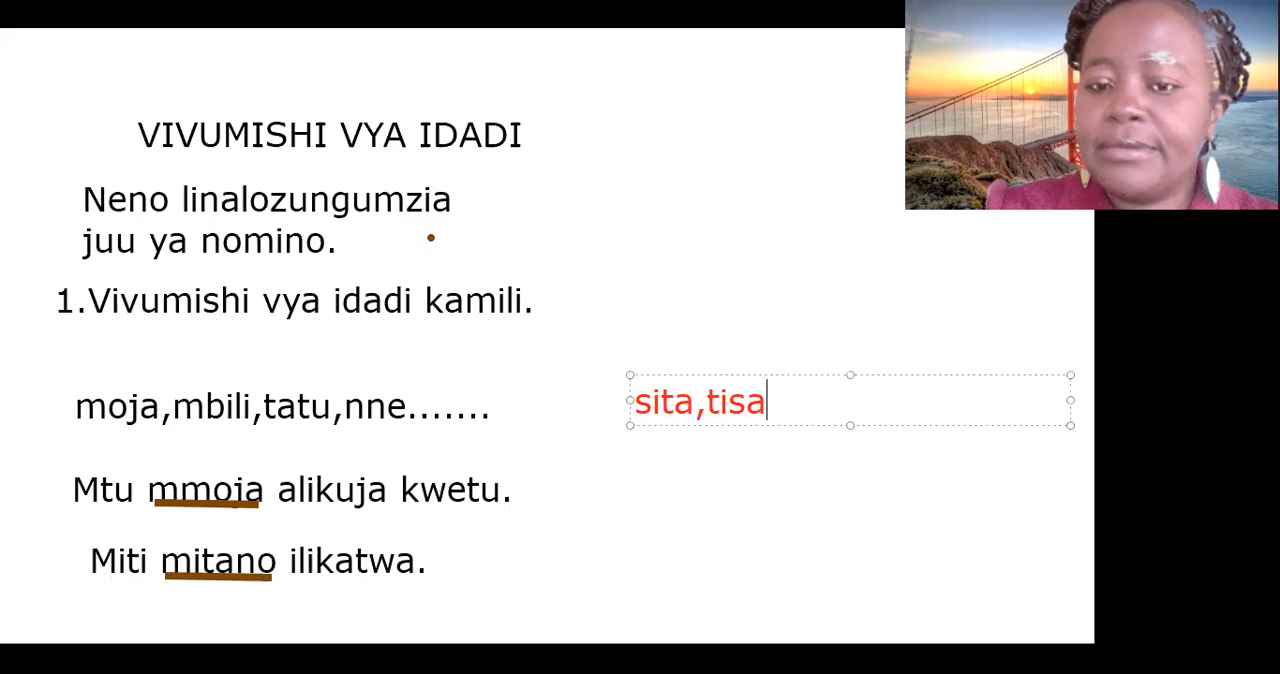 VIVUMISHI VYA IDADI
Neno linalozungumzia
juu ya nomino.
1.Vivumishi vya idadi kamili.
moja,mbili,tatu,nne.......
sita,tisa
Mtu mmoja alikuja kwetu.
Miti mitano ilikatwa.